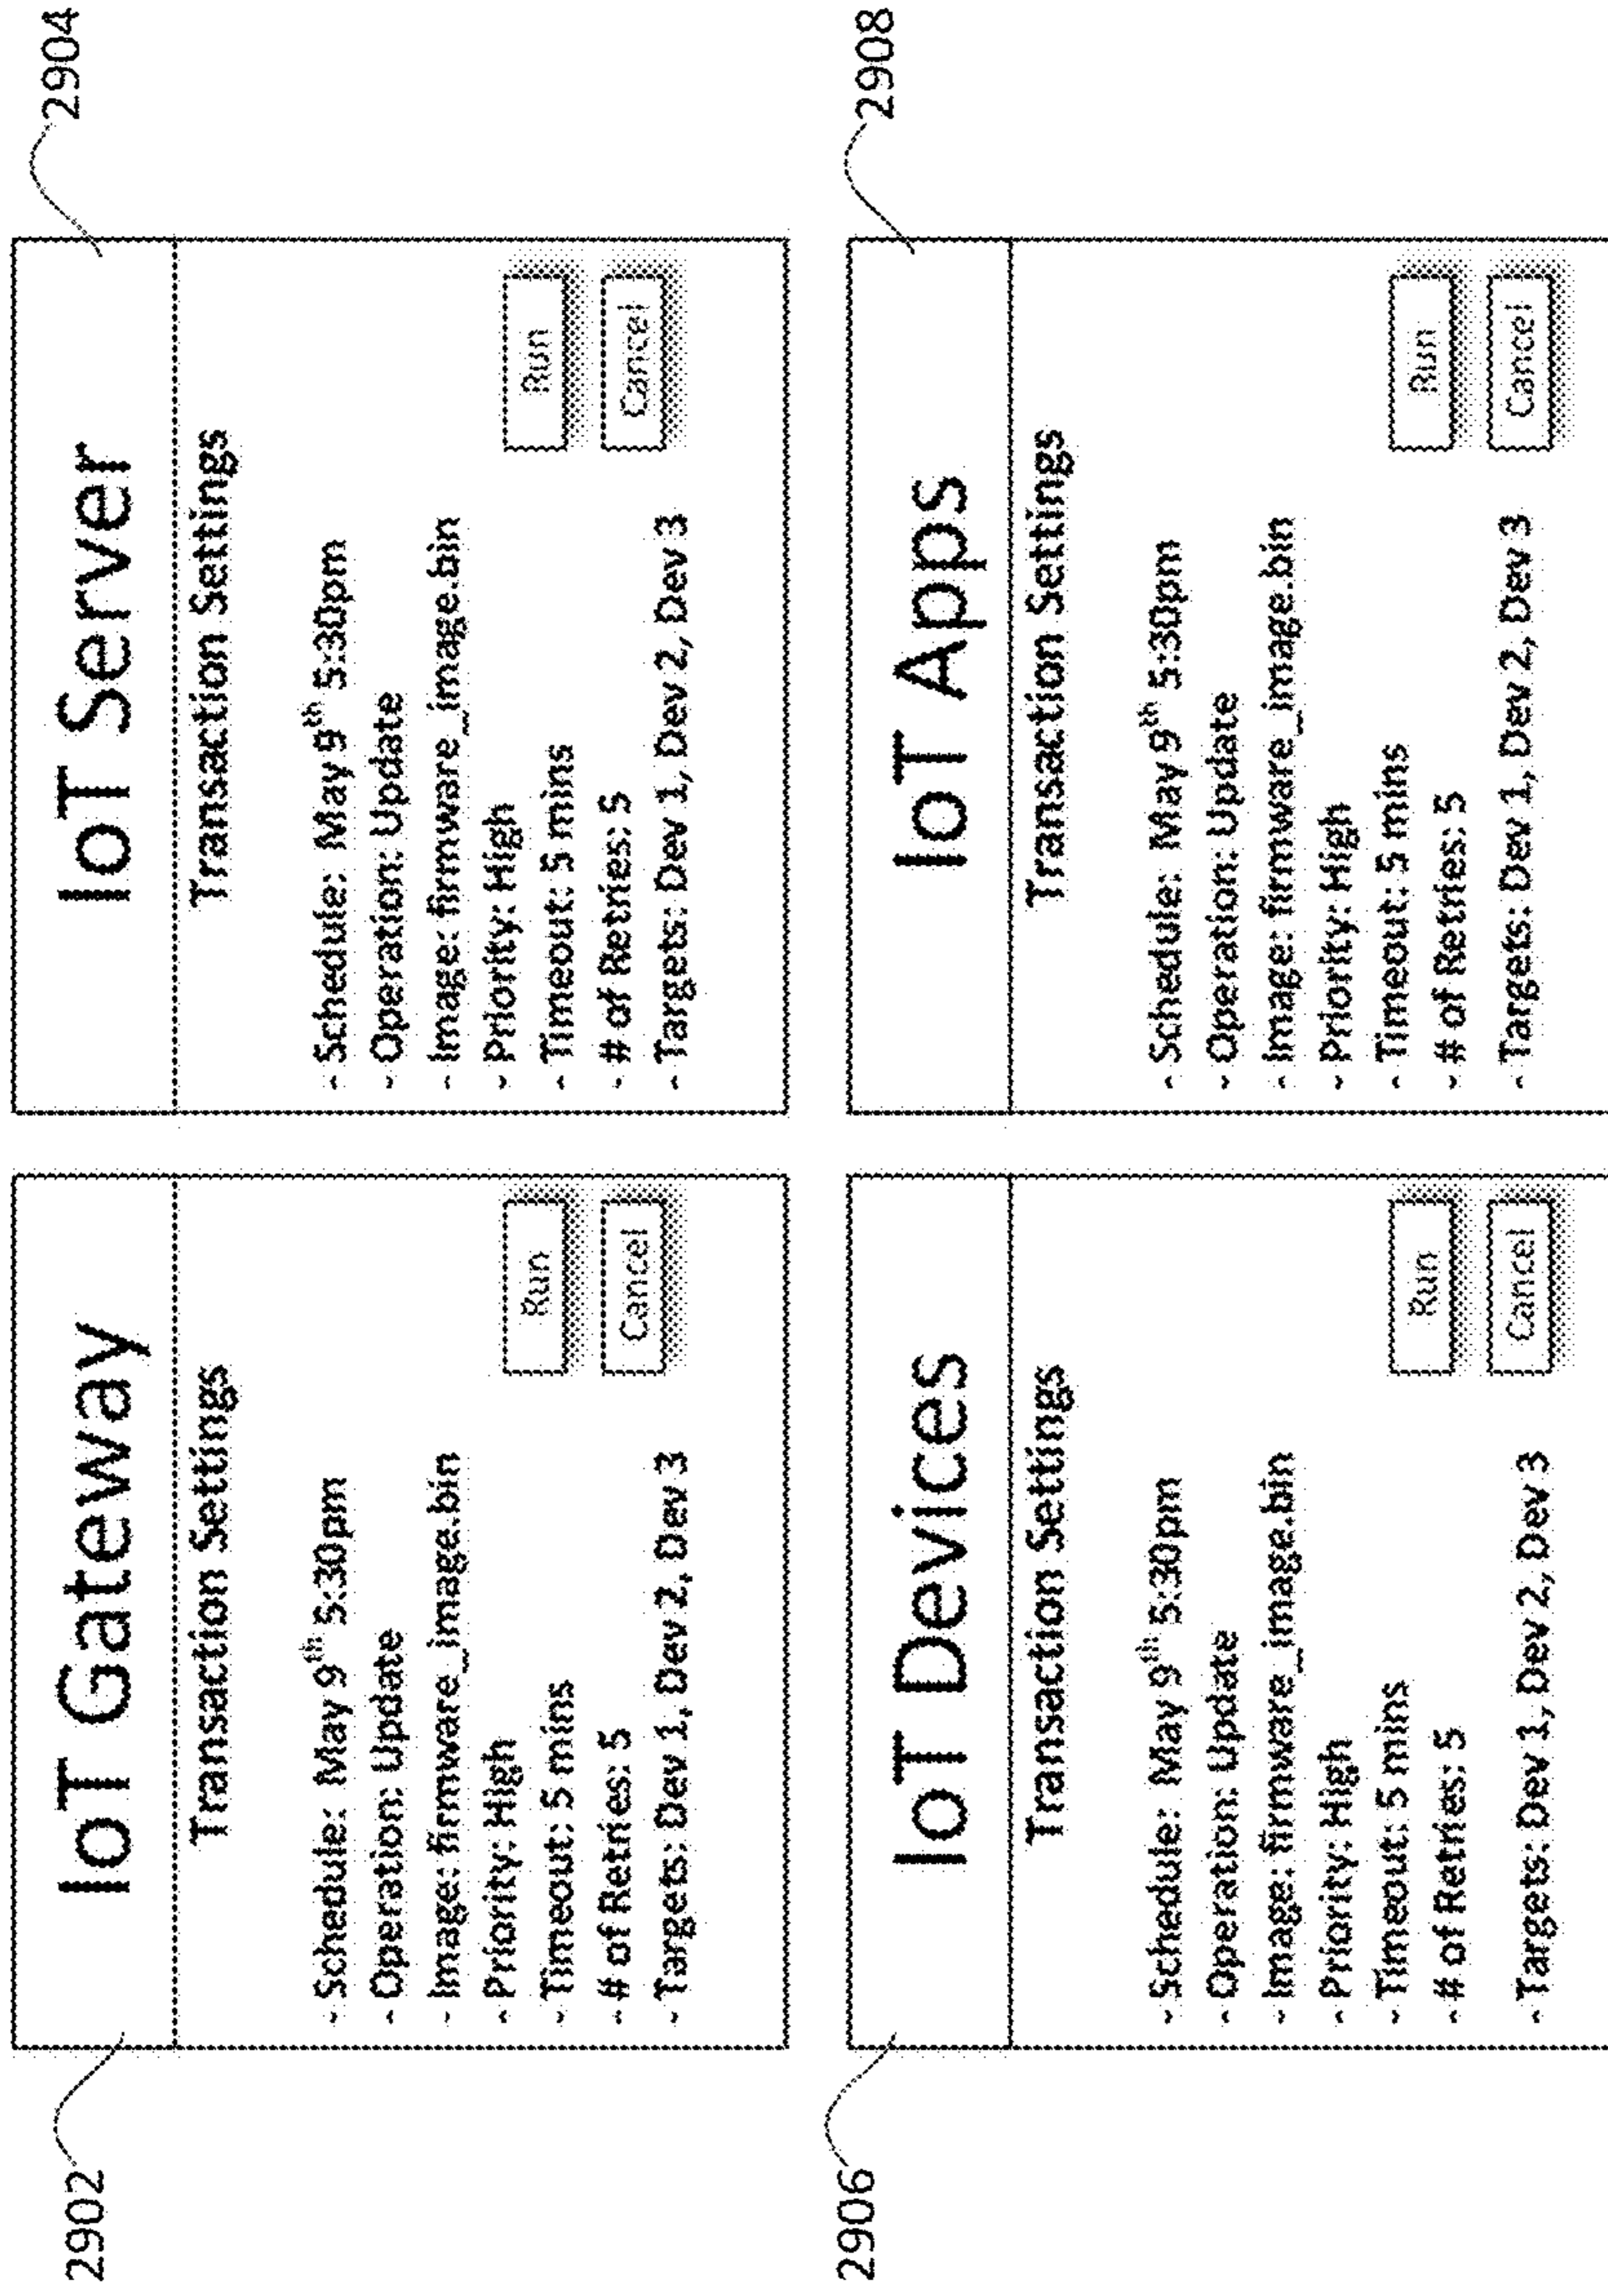 2902
IoT Gateway
Transaction Settings
- Schedule: May 9th 5:30pm
- Operation: Update
- Image: firmware_image.bin
- Priority: High
- Timeout: 5 mins
- # of Retries: 5
- Targets: Dev 1, Dev 2, Dev 3
Run
Cancel
2904
IoT Server
Transaction Settings
- Schedule: May 9th 5:30pm
- Operation: Update
- Image: firmware_image.bin
- Priority: High
- Timeout: 5 mins
- # of Retries: 5
- Targets: Dev 1, Dev 2, Dev 3
Run
Cancel
2906
IoT Devices
Transaction Settings
- Schedule: May 9th 5:30pm
- Operation: Update
- Image: firmware_image.bin
- Priority: High
- Timeout: 5 mins
- # of Retries: 5
- Targets: Dev 1, Dev 2, Dev 3
Run
Cancel
2908
IoT Apps
Transaction Settings
- Schedule: May 9th 5:30pm
- Operation: Update
- Image: firmware_image.bin
- Priority: High
- Timeout: 5 mins
- # of Retries: 5
- Targets: Dev 1, Dev 2, Dev 3
Run
Cancel